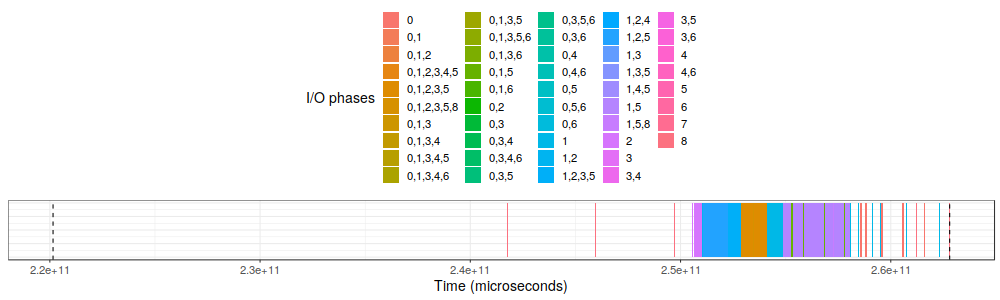 0 0,1,3,5 0,3,5,6 1,2,4 3,5
0,1 0,1,3,5,6 0,3,6 1,2,5 3,6
0,1,2 0,1,3,6 0,4 1,3 4
0,1,2,3,4,5 0,1,5 0,4,6 1,3,5 4,6
0,1,2,3,5 0,1,6 0,5 1,4,5 5
I/O phases
0,1,2,3,5,8 0,2 0,5,6 1,5 6
0,1,3 0,3 0,6 1,5,8 7
0,1,3,4 0,3,4 1 2 8
0,1,3,4,5 0,3,4,6 1,2 3
0,1,3,4,6 0,3,5 1,2,3,5 3,4
2.2e+11 2.3e+11 2.4e+11 2.5e+11 2.6e+11
Time (microseconds)